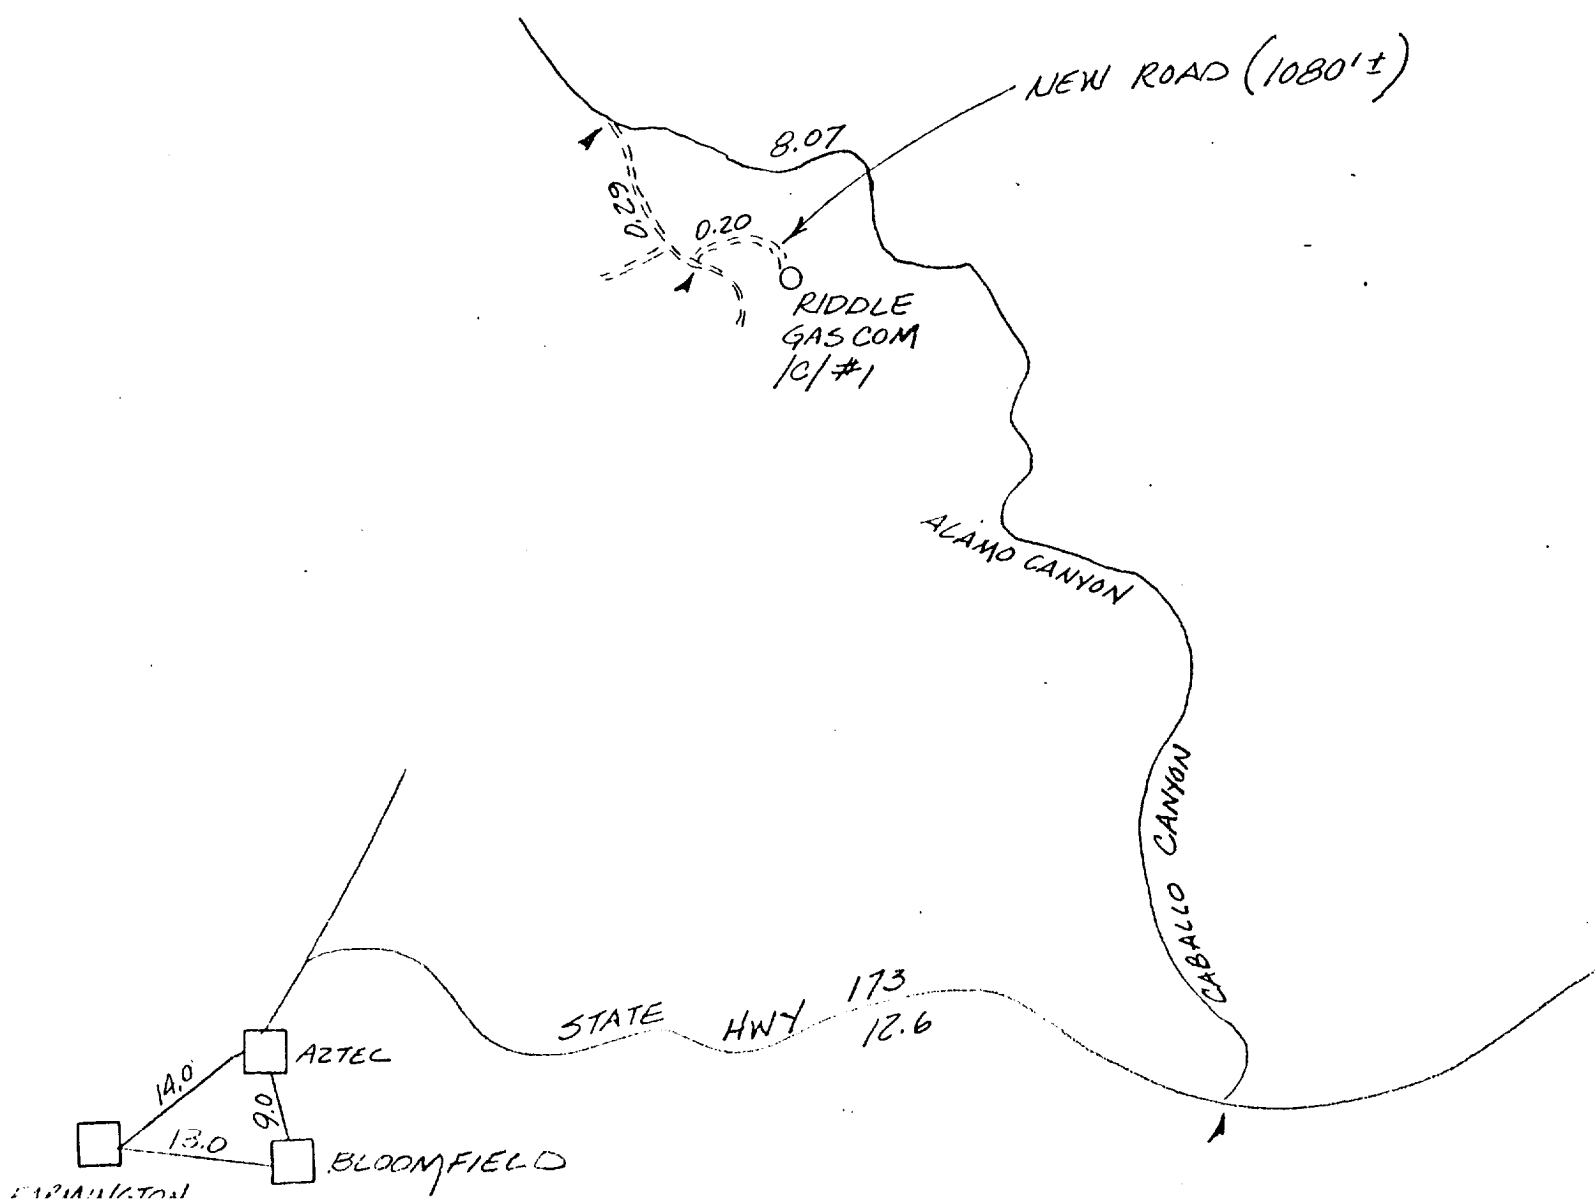 NEW ROAD (1080'±)
8.07
0.29
0.20
RIDDLE
GAS COM
/C/ #1
ALAMO CANYON
CABALLO CANYON
STATE HWY 173
12.6
AZTEC
14.0
9.0
13.0
BLOOMFIELD
FARMINGTON